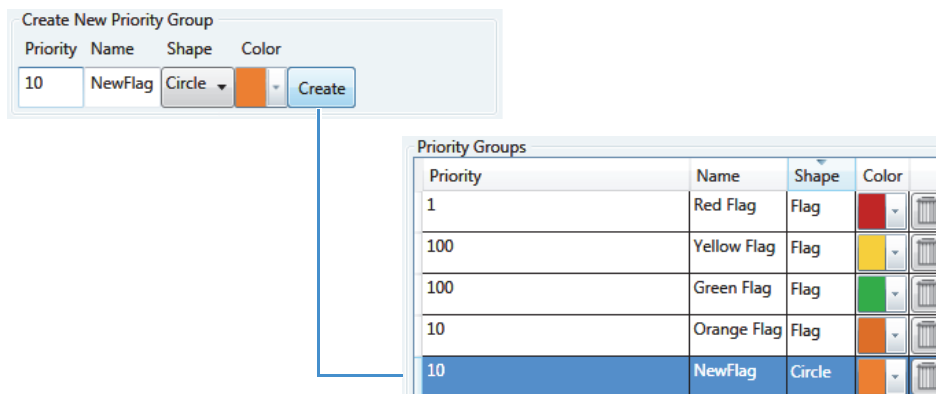 Create New Priority Group
Priority Name Shape Color
10 NewFlag Circle Create
Priority Groups
Priority Name Shape Color
1 Red Flag Flag
100 Yellow Flag Flag
100 Green Flag Flag
10 Orange Flag Flag
10 NewFlag Circle